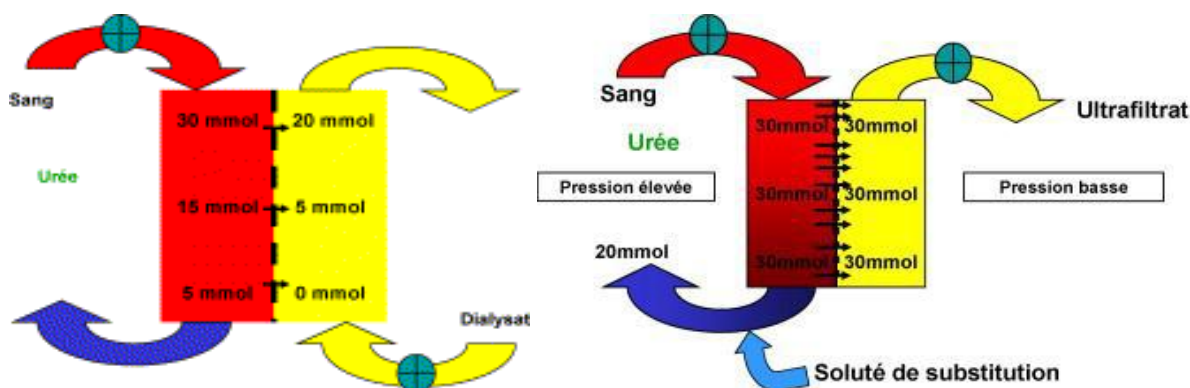 Sang
30 mmol 20 mmol
Urée
15 mmol 5 mmol
5 mmol 0 mmol
Dialysat
Sang
Ultrafiltrat
30mmol 30mmol
Urée
Pression élevée
30mmol 30mmol
Pression basse
20mmol
30mmol 30mmol
Soluté de substitution